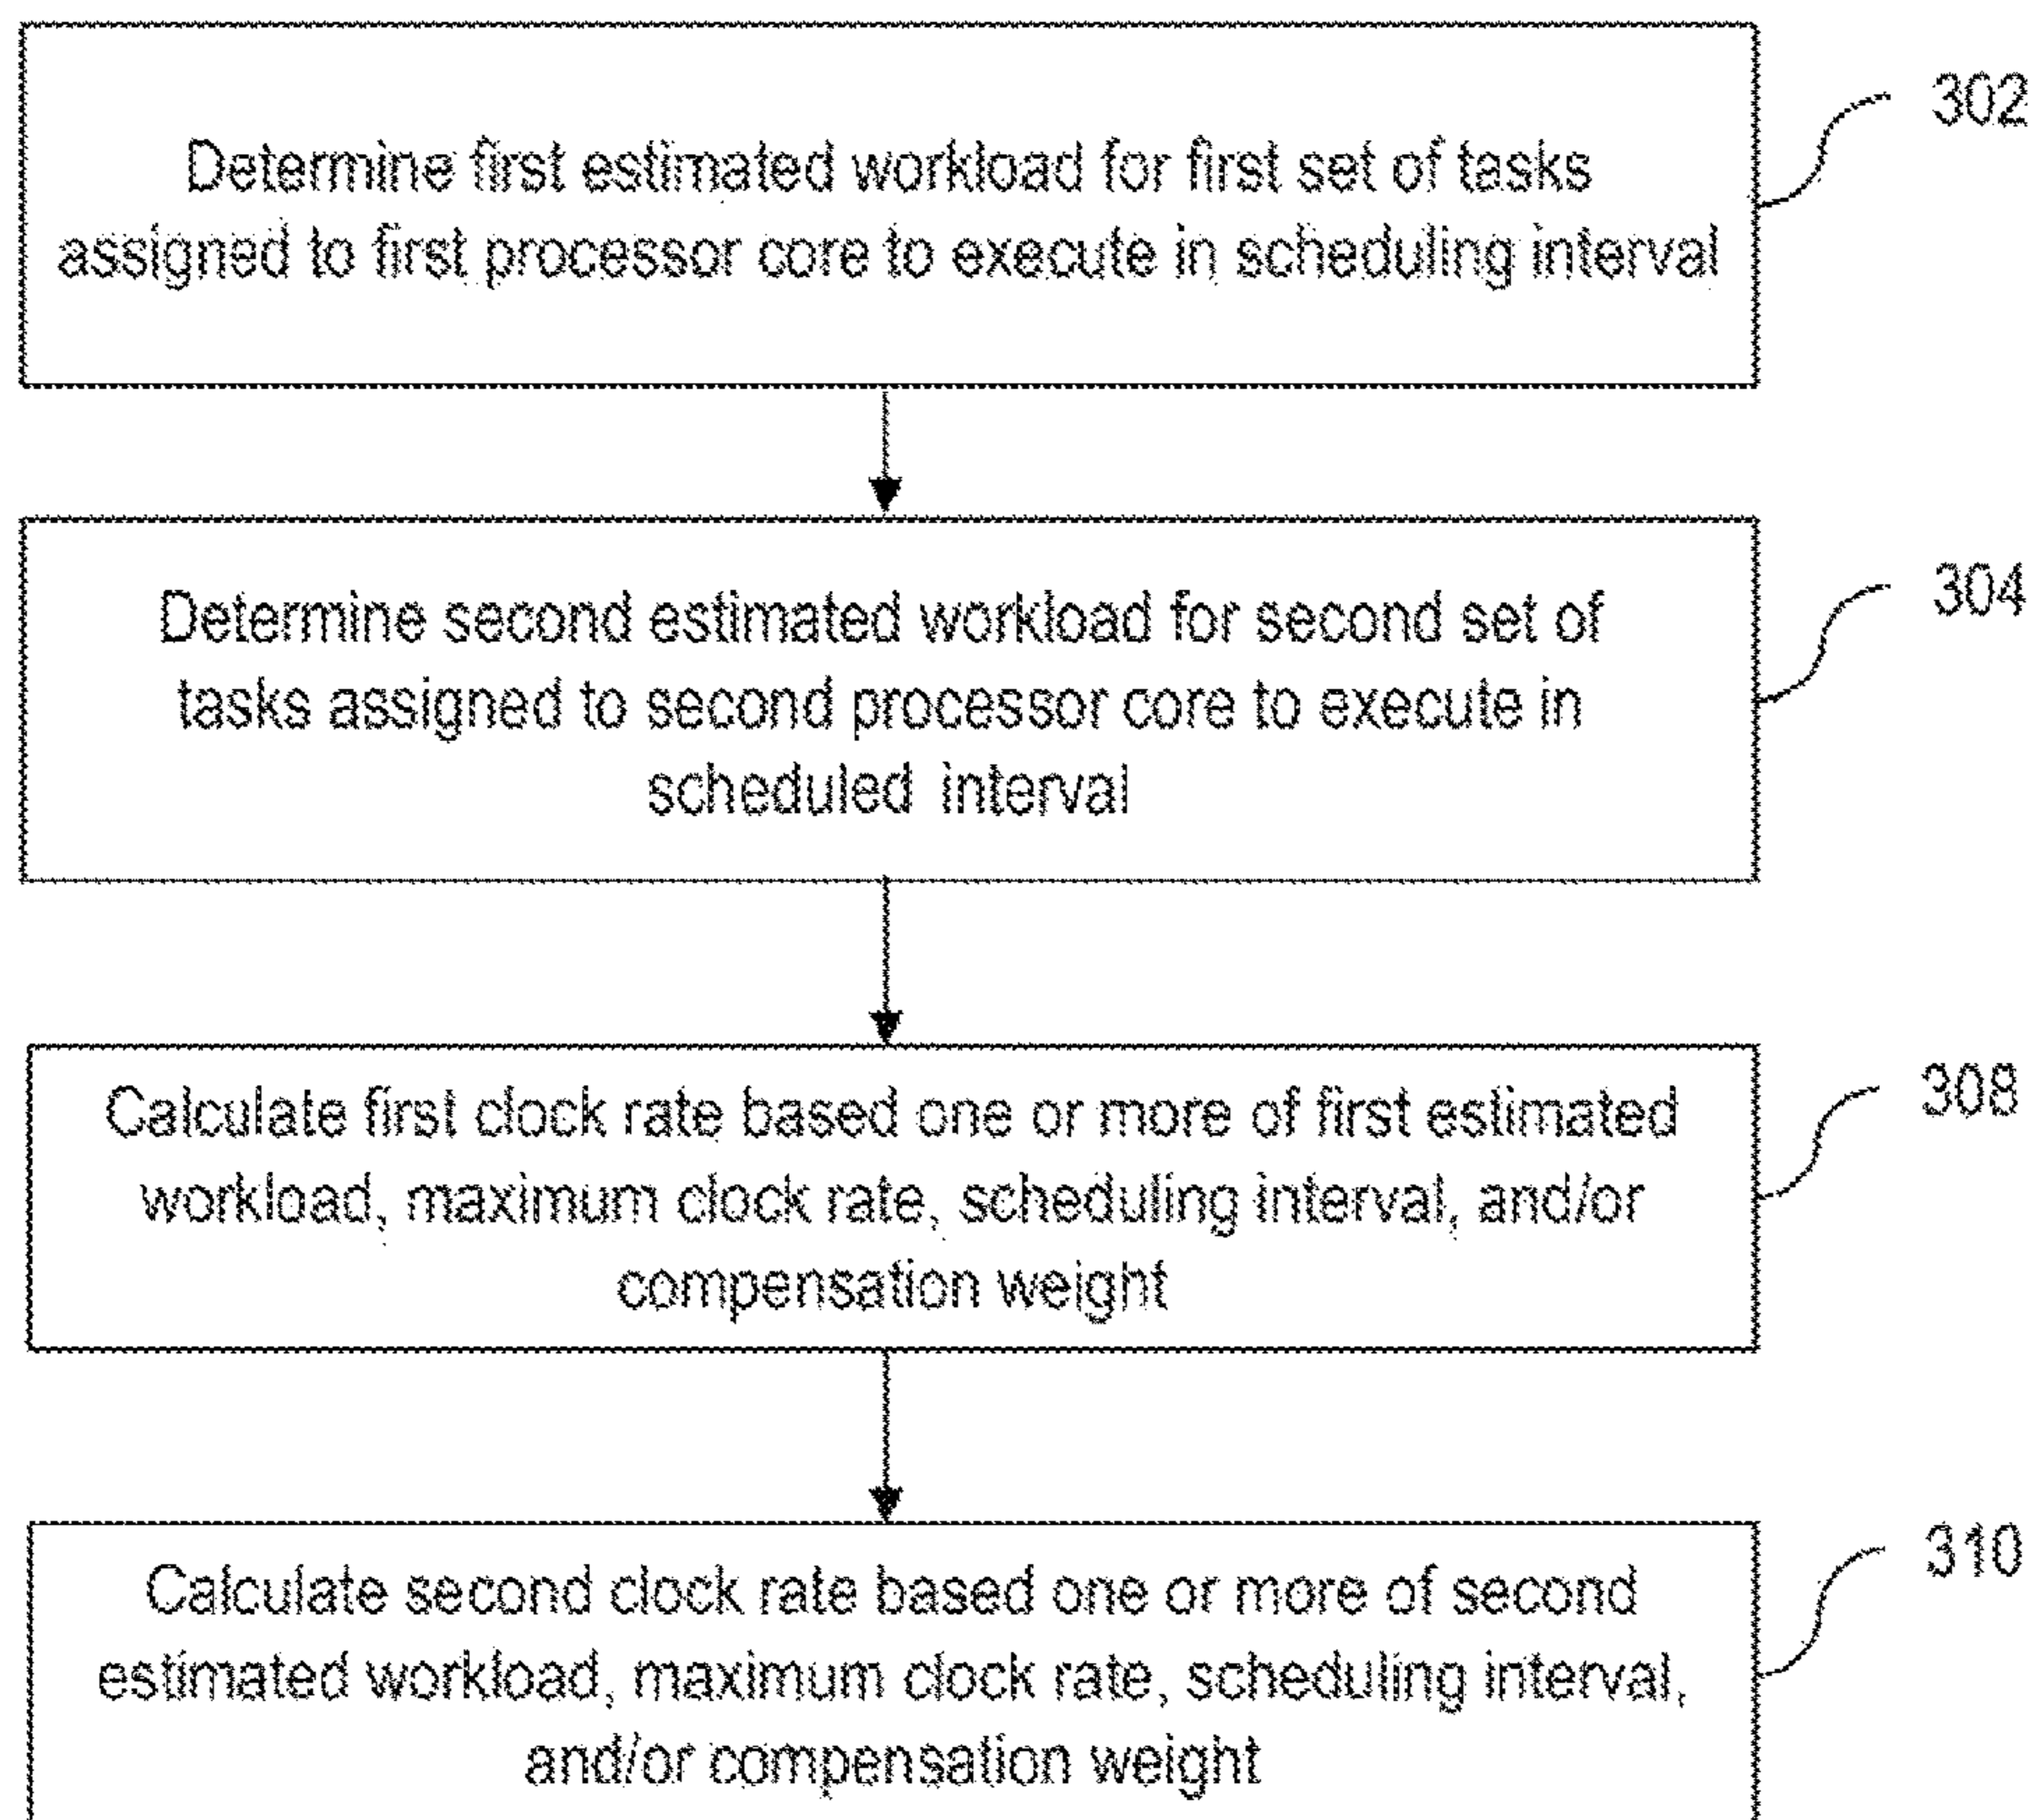 302
Determine first estimated workload for first set of tasks
assigned to first processor core to execute in scheduling interval
304
Determine second estimated workload for second set of
tasks assigned to second processor core to execute in
scheduled interval
308
Calculate first clock rate based one or more of first estimated
workload, maximum clock rate, scheduling interval, and/or
compensation weight
310
Calculate second clock rate based one or more of second
estimated workload, maximum clock rate, scheduling interval,
and/or compensation weight